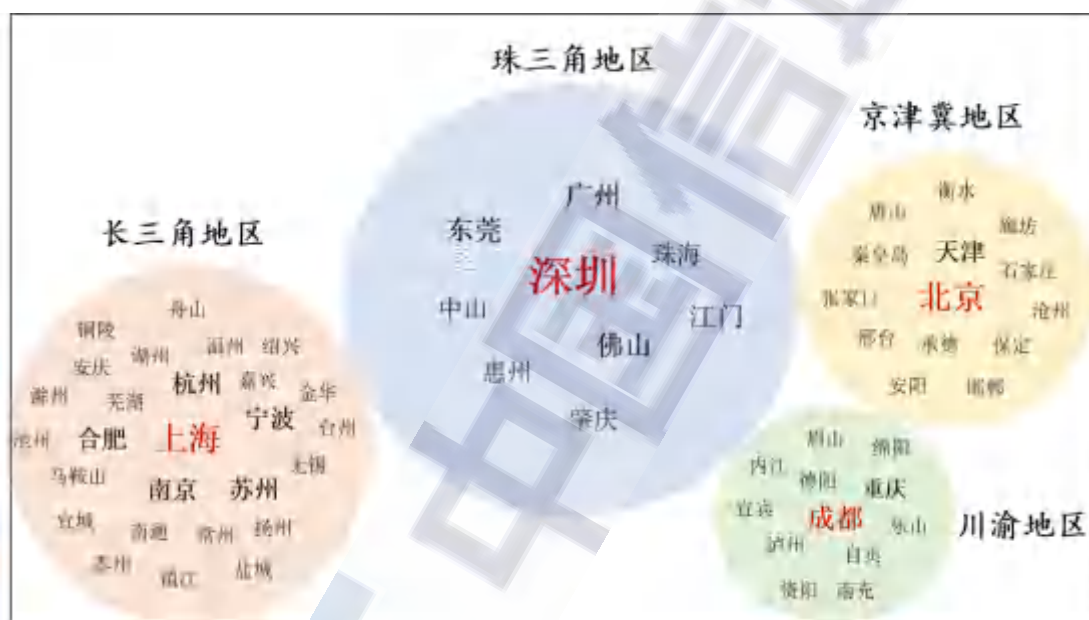 珠三角地区
广州
东莞
珠海
深圳
中山
江门
佛山
惠州
肇庆
京津冀地区
衡水
唐山
廊坊
秦皇岛
天津
石家庄
张家口
北京
沧州
邢台
承德
保定
安阳
邯郸
长三角地区
舟山
铜陵
温州
绍兴
湖州
安庆
杭州
嘉兴
金华
滁州
芜湖
宁波
台州
池州
合肥
上海
无锡
马鞍山
南京
苏州
宣城
南通
常州
扬州
泰州
镇江
盐城
川渝地区
眉山
绵阳
内江
德阳
重庆
宜宾
成都
乐山
泸州
自贡
资阳
南充